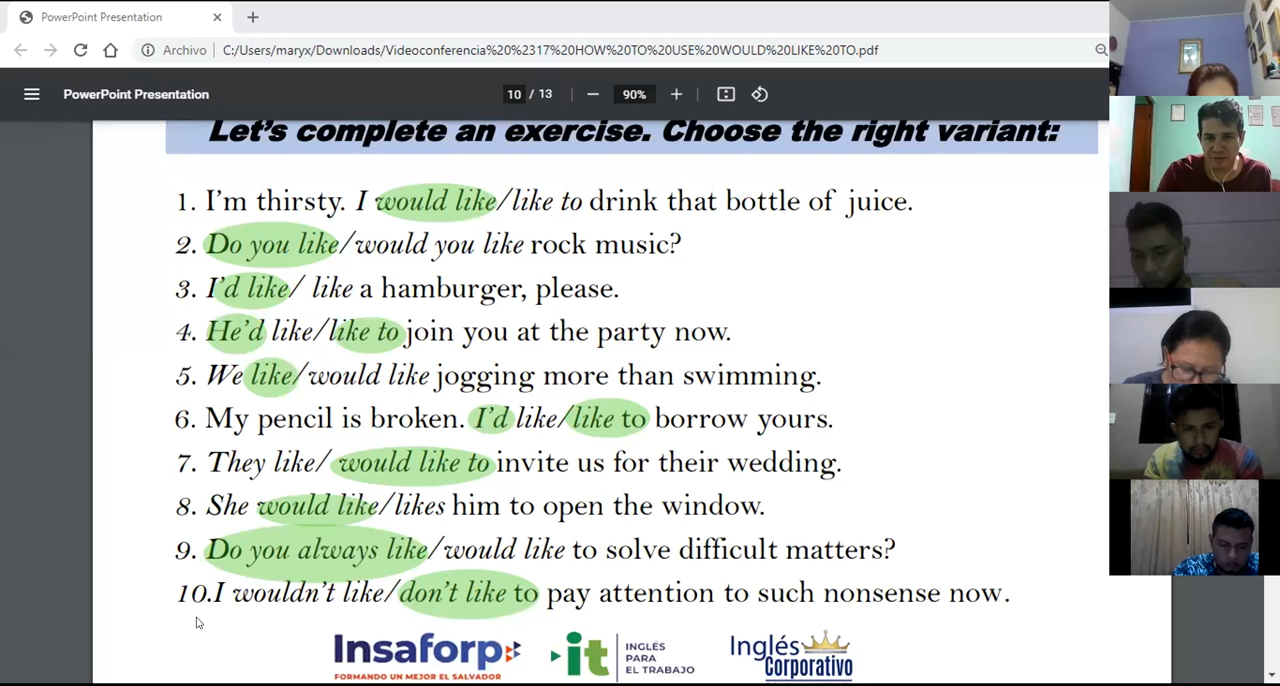 PowerPoint Presentation
Archivo C:/Users/maryx/Downloads/Videoconferencia%20%2317%20HOW%20TO%20USE%20WOULD%20LIKE%20TO.pdf
PowerPoint Presentation 10 / 13 90%
Let's complete an exercise. Choose the right variant:
1. I'm thirsty. I would like/like to drink that bottle of juice.
2. Do you like/would you like rock music?
3. I'd like/ like a hamburger, please.
4. He'd like/like to join you at the party now.
5. We like/would like jogging more than swimming.
6. My pencil is broken. I'd like/like to borrow yours.
7. They like/ would like to invite us for their wedding.
8. She would like/likes him to open the window.
9. Do you always like/would like to solve difficult matters?
10.I wouldn't like/don't like to pay attention to such nonsense now.
Insaforp
FORMANDO UN MEJOR EL SALVADOR
it INGLÉS PARA EL TRABAJO
Inglés Corporativo